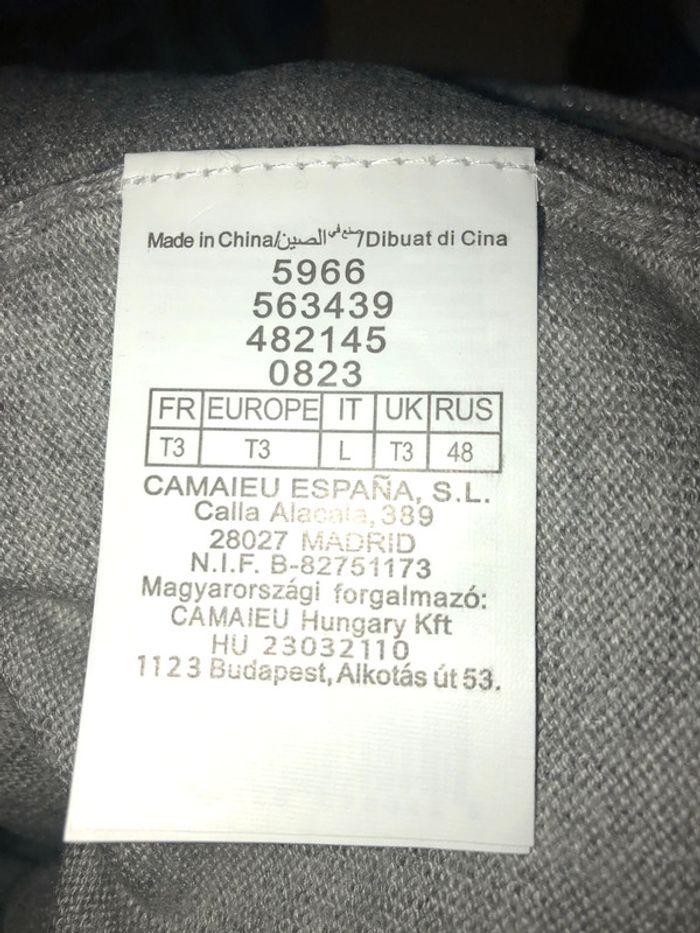 Made in China/صنع في الصين/Dibuat di Cina
5966
563439
482145
0823
FR EUROPE IT UK RUS
T3 T3 L T3 48
CAMAIEU ESPAÑA, S.L.
Calla Alacala, 389
28027 MADRID
N.I.F. B-82751173
Magyarországi forgalmazó:
CAMAIEU Hungary Kft
HU 23032110
1123 Budapest, Alkotás út 53.